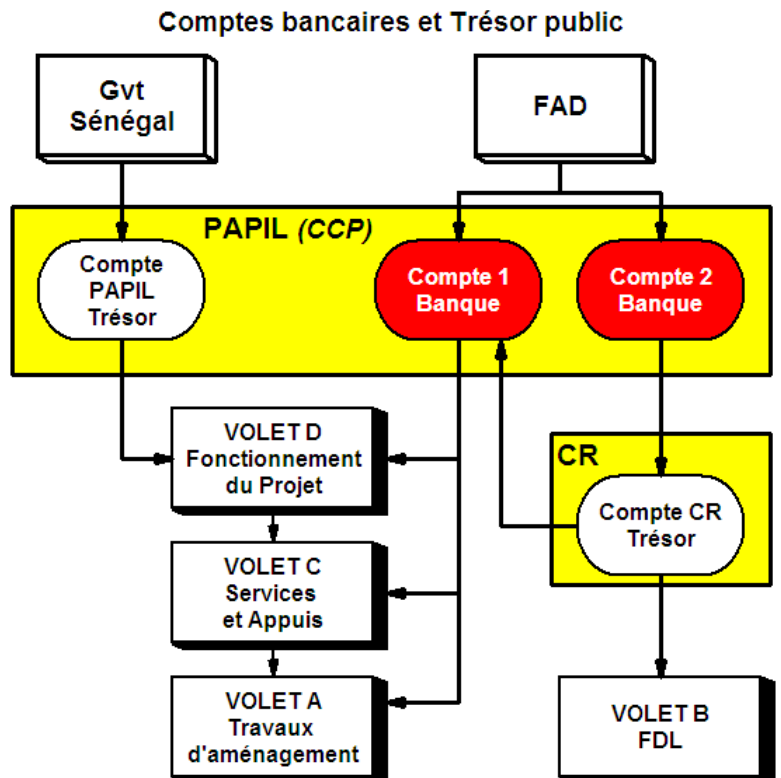 Comptes bancaires et Trésor public
Gvt
Sénégal
FAD
PAPIL (CCP)
Compte
PAPIL
Trésor
Compte 1
Banque
Compte 2
Banque
VOLET D
Fonctionnement
du Projet
CR
Compte CR
Trésor
VOLET C
Services
et Appuis
VOLET A
Travaux
d'aménagement
VOLET B
FDL